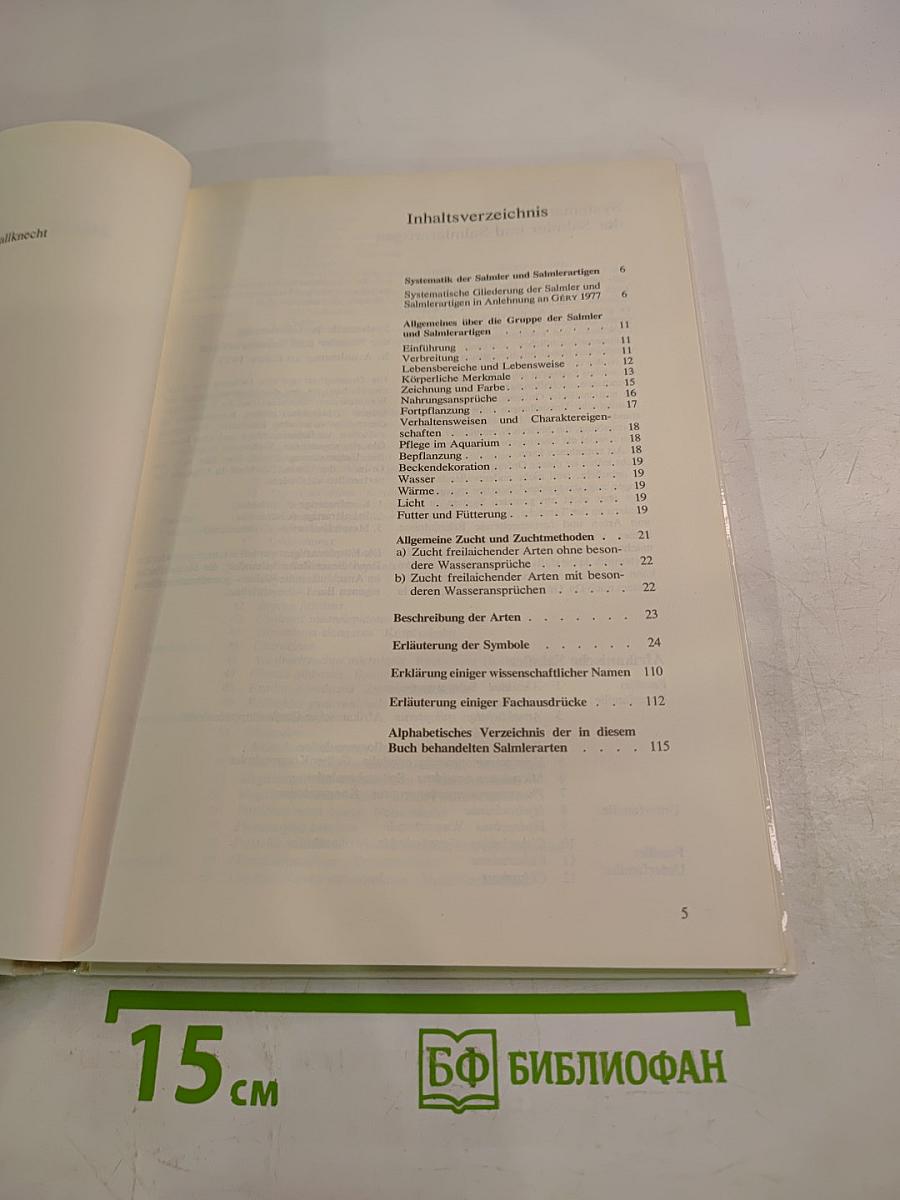 allknecht
Inhaltsverzeichnis
Systematik der Salmler und Salmlerartigen 6
Systematische Gliederung der Salmler und
Salmlerartigen in Anlehnung an GÉRY 1977 6
Allgemeines über die Gruppe der Salmler
und Salmlerartigen . . . . . . . . 11
Einführung . . . . . . . . . . . 11
Verbreitung . . . . . . . . . . . 11
Lebensbereiche und Lebensweise . . . 12
Körperliche Merkmale . . . . . . . 13
Zeichnung und Farbe . . . . . . . . 15
Nahrungsansprüche . . . . . . . . 16
Fortpflanzung . . . . . . . . . . 17
Verhaltensweisen und Charaktereigen-
schaften . . . . . . . . . . . . 18
Pflege im Aquarium . . . . . . . . 18
Bepflanzung . . . . . . . . . . . 18
Beckendekoration . . . . . . . . . 19
Wasser . . . . . . . . . . . . 19
Wärme . . . . . . . . . . . . . 19
Licht . . . . . . . . . . . . . 19
Futter und Fütterung . . . . . . . . 19
Allgemeine Zucht und Zuchtmethoden . . 21
a) Zucht freilaichender Arten ohne beson-
dere Wasseransprüche . . . . . . 22
b) Zucht freilaichender Arten mit beson-
deren Wasseransprüchen . . . . . 22
Beschreibung der Arten . . . . . . . 23
Erläuterung der Symbole . . . . . . 24
Erklärung einiger wissenschaftlicher Namen 110
Erläuterung einiger Fachausdrücke . . . 112
Alphabetisches Verzeichnis der in diesem
Buch behandelten Salmlerarten . . . . 115
5
15 см
БФ БИБЛИОФАН